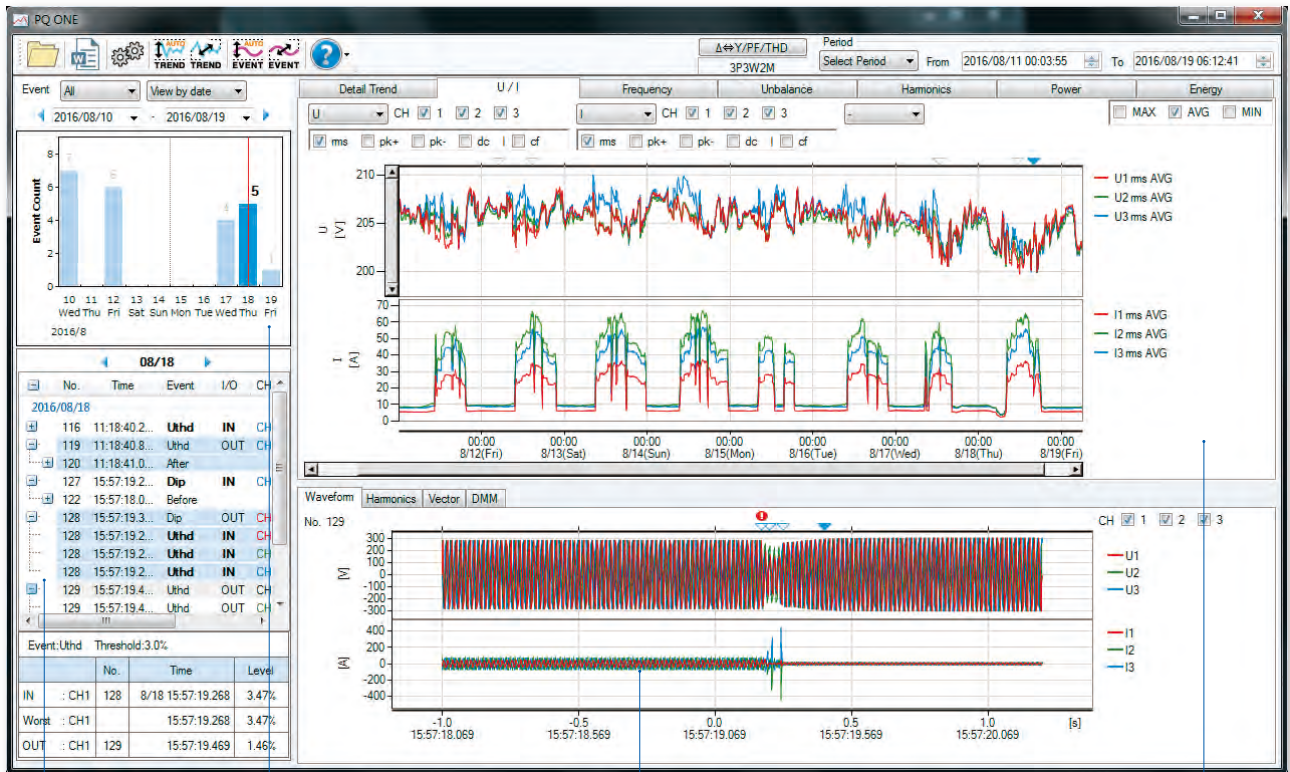 PQ ONE
AUTO AUTO
TREND TREND EVENT EVENT
Δ⇔Y/PF/THD
3P3W2M
Period
Select Period From 2016/08/11 00:03:55 To 2016/08/19 06:12:41
Event All View by date
2016/08/10 - 2016/08/19
Event Count
8
6
4
2
0
7
6
4
5
1
10 11 12 13 14 15 16 17 18 19
Wed Thu Fri Sat Sun Mon Tue Wed Thu Fri
2016/8
08/18
No. Time Event I/O CH
2016/08/18
116 11:18:40.2... Uthd IN CH
119 11:18:40.8... Uthd OUT CH
120 11:18:41.0... After
127 15:57:19.2... Dip IN CH
122 15:57:18.0... Before
128 15:57:19.3... Dip OUT CH
128 15:57:19.2... Uthd IN CH
128 15:57:19.2... Uthd IN CH
128 15:57:19.2... Uthd IN CH
129 15:57:19.4... Uthd OUT CH
129 15:57:19.4... Uthd OUT CH
Event:Uthd Threshold:3.0%
No. Time Level
IN : CH1 128 8/18 15:57:19.268 3.47%
Worst : CH1 15:57:19.268 3.47%
OUT : CH1 129 15:57:19.469 1.46%
Detail Trend U / I Frequency Unbalance Harmonics Power Energy
U CH 1 2 3 I CH 1 2 3 -
MAX AVG MIN
rms pk+ pk- dc | cf rms pk+ pk- dc | cf
U
[V]
210
205
200
U1 rms AVG
U2 rms AVG
U3 rms AVG
I
[A]
70
60
50
40
30
20
10
0
I1 rms AVG
I2 rms AVG
I3 rms AVG
00:00 00:00 00:00 00:00 00:00 00:00 00:00 00:00
8/12(Fri) 8/13(Sat) 8/14(Sun) 8/15(Mon) 8/16(Tue) 8/17(Wed) 8/18(Thu) 8/19(Fri)
Waveform Harmonics Vector DMM
No. 129
CH 1 2 3
[V]
300
200
100
0
-100
-200
-300
U1
U2
U3
[A]
400
200
0
-200
-400
I1
I2
I3
-1.0 -0.5 0.0 0.5 1.0 [s]
15:57:18.069 15:57:18.569 15:57:19.069 15:57:19.569 15:57:20.069